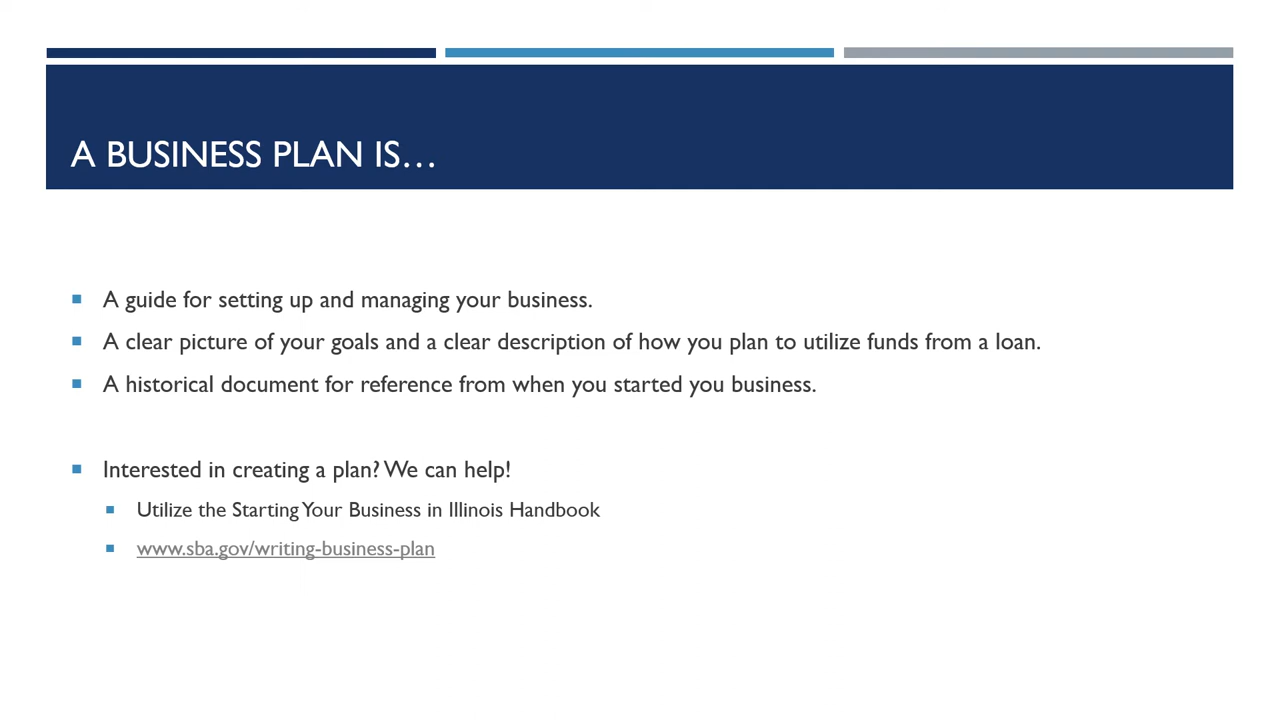 A BUSINESS PLAN IS…
A guide for setting up and managing your business.
A clear picture of your goals and a clear description of how you plan to utilize funds from a loan.
A historical document for reference from when you started you business.
Interested in creating a plan? We can help!
Utilize the Starting Your Business in Illinois Handbook
www.sba.gov/writing-business-plan